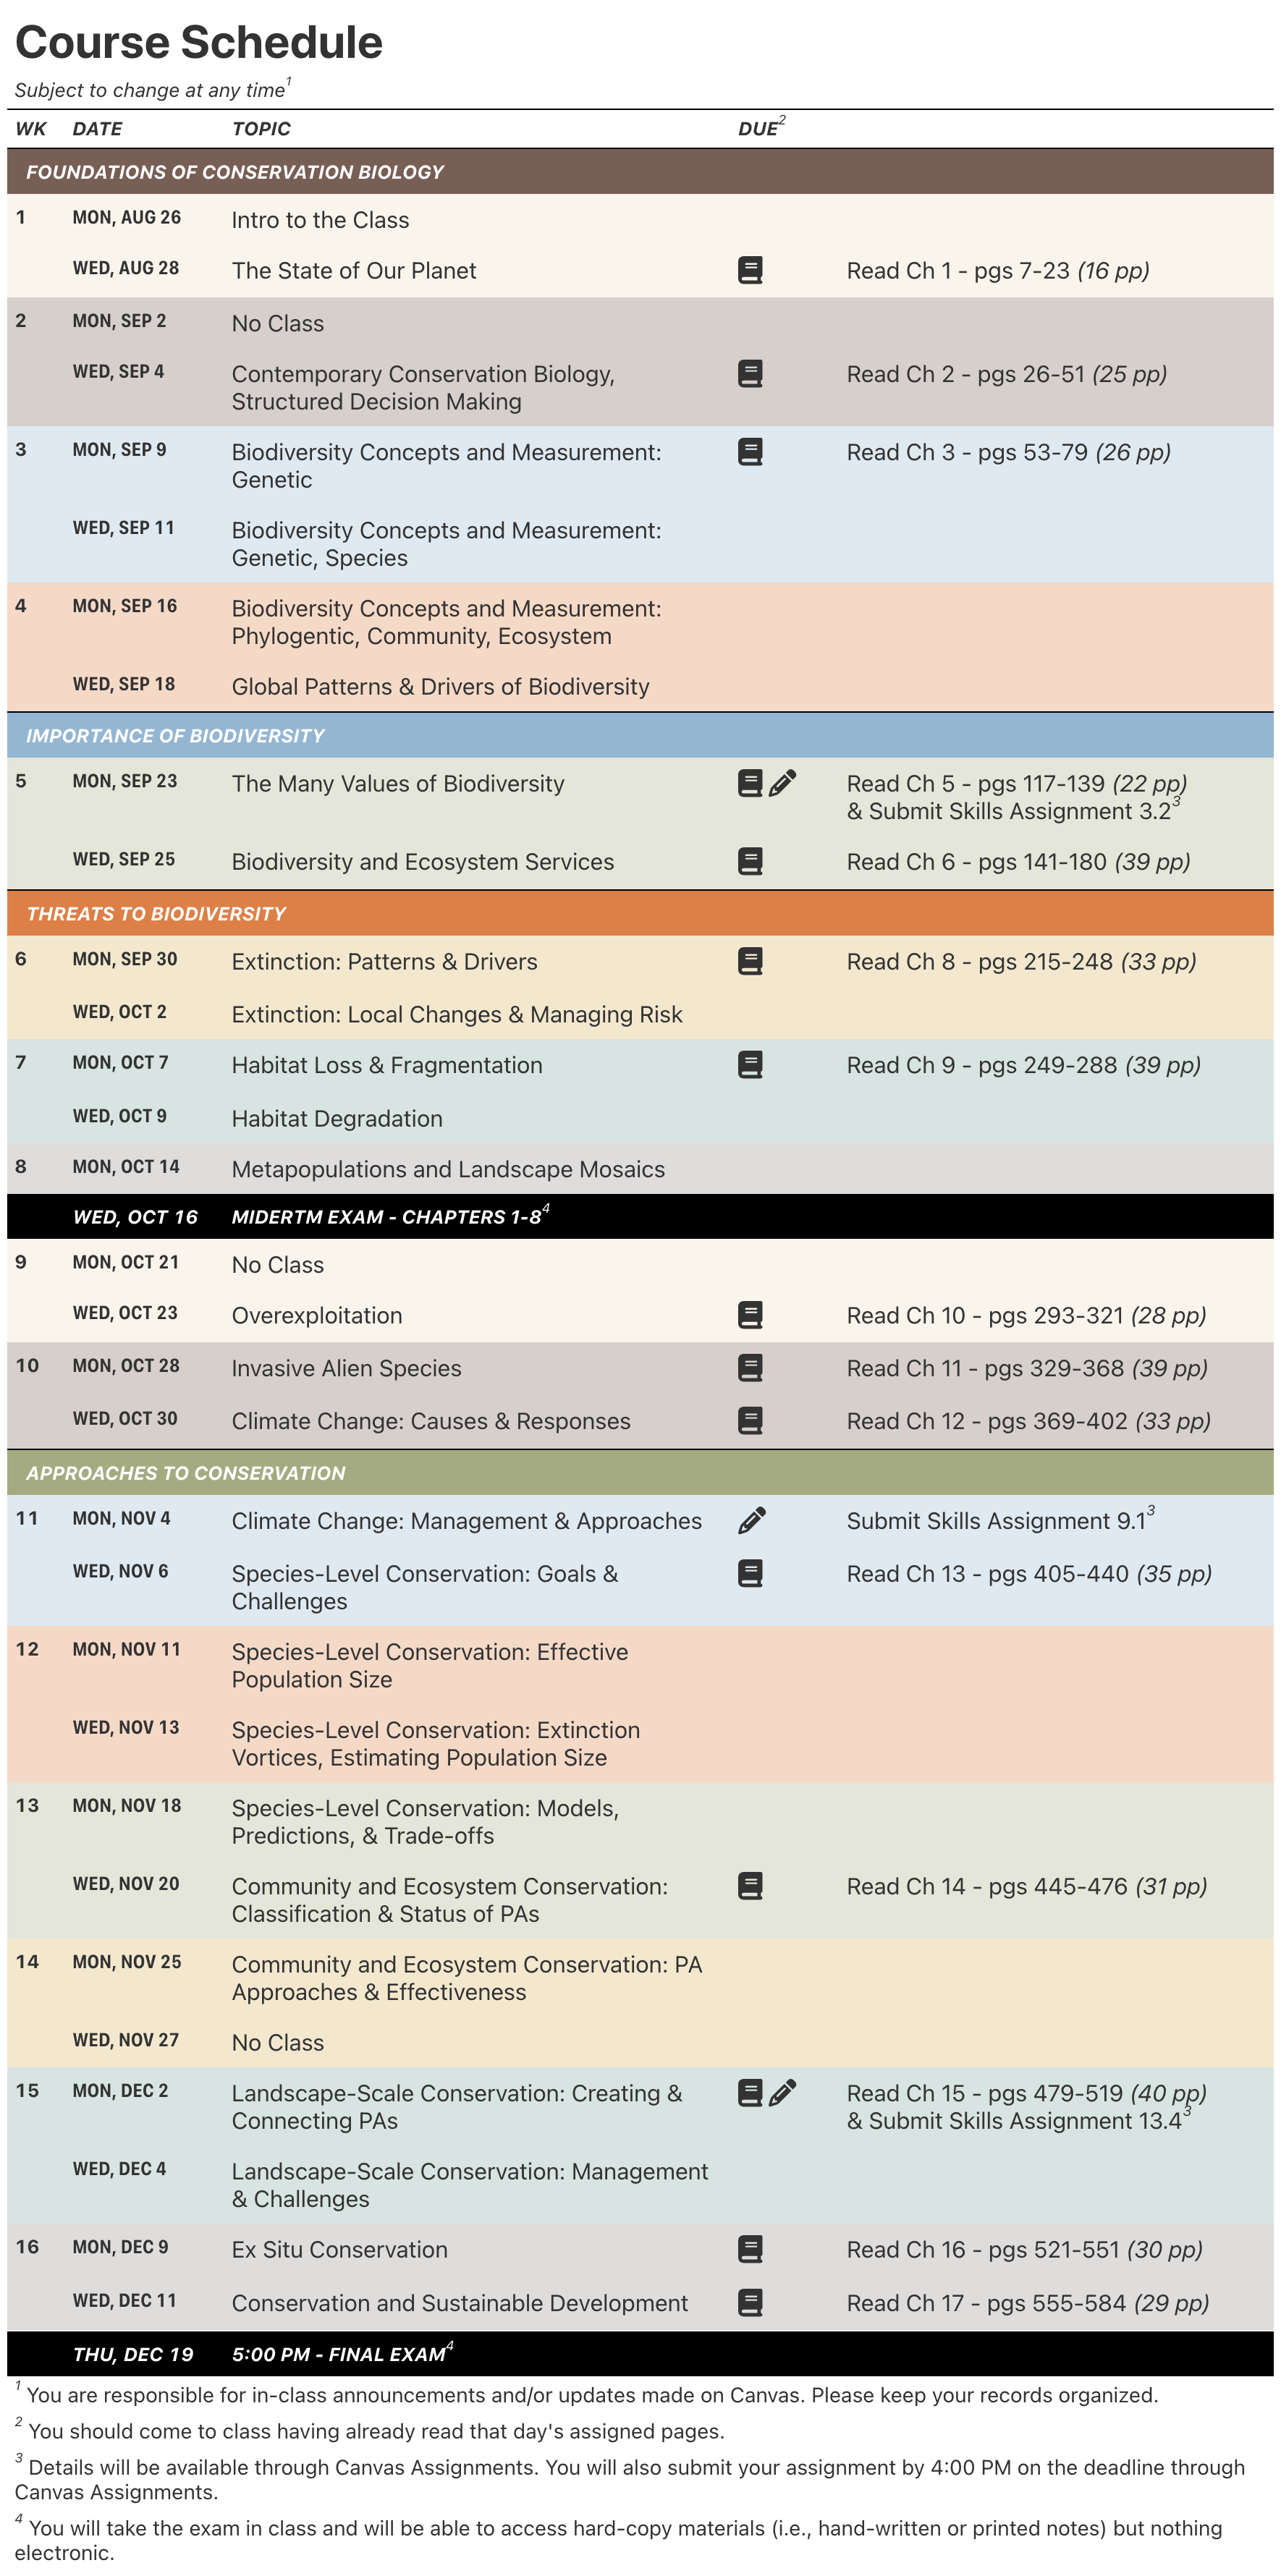 Course Schedule
Subject to change at any time1
WK DATE TOPIC DUE2
FOUNDATIONS OF CONSERVATION BIOLOGY
1 MON, AUG 26 Intro to the Class
WED, AUG 28 The State of Our Planet Read Ch 1 - pgs 7-23 (16 pp)
2 MON, SEP 2 No Class
WED, SEP 4 Contemporary Conservation Biology, Read Ch 2 - pgs 26-51 (25 pp)
Structured Decision Making
3 MON, SEP 9 Biodiversity Concepts and Measurement: Read Ch 3 - pgs 53-79 (26 pp)
Genetic
WED, SEP 11 Biodiversity Concepts and Measurement:
Genetic, Species
4 MON, SEP 16 Biodiversity Concepts and Measurement:
Phylogentic, Community, Ecosystem
WED, SEP 18 Global Patterns & Drivers of Biodiversity
IMPORTANCE OF BIODIVERSITY
5 MON, SEP 23 The Many Values of Biodiversity Read Ch 5 - pgs 117-139 (22 pp)
& Submit Skills Assignment 3.23
WED, SEP 25 Biodiversity and Ecosystem Services Read Ch 6 - pgs 141-180 (39 pp)
THREATS TO BIODIVERSITY
6 MON, SEP 30 Extinction: Patterns & Drivers Read Ch 8 - pgs 215-248 (33 pp)
WED, OCT 2 Extinction: Local Changes & Managing Risk
7 MON, OCT 7 Habitat Loss & Fragmentation Read Ch 9 - pgs 249-288 (39 pp)
WED, OCT 9 Habitat Degradation
8 MON, OCT 14 Metapopulations and Landscape Mosaics
WED, OCT 16 MIDERTM EXAM - CHAPTERS 1-84
9 MON, OCT 21 No Class
WED, OCT 23 Overexploitation Read Ch 10 - pgs 293-321 (28 pp)
10 MON, OCT 28 Invasive Alien Species Read Ch 11 - pgs 329-368 (39 pp)
WED, OCT 30 Climate Change: Causes & Responses Read Ch 12 - pgs 369-402 (33 pp)
APPROACHES TO CONSERVATION
11 MON, NOV 4 Climate Change: Management & Approaches Submit Skills Assignment 9.13
WED, NOV 6 Species-Level Conservation: Goals & Read Ch 13 - pgs 405-440 (35 pp)
Challenges
12 MON, NOV 11 Species-Level Conservation: Effective
Population Size
WED, NOV 13 Species-Level Conservation: Extinction
Vortices, Estimating Population Size
13 MON, NOV 18 Species-Level Conservation: Models,
Predictions, & Trade-offs
WED, NOV 20 Community and Ecosystem Conservation: Read Ch 14 - pgs 445-476 (31 pp)
Classification & Status of PAs
14 MON, NOV 25 Community and Ecosystem Conservation: PA
Approaches & Effectiveness
WED, NOV 27 No Class
15 MON, DEC 2 Landscape-Scale Conservation: Creating & Read Ch 15 - pgs 479-519 (40 pp)
Connecting PAs & Submit Skills Assignment 13.43
WED, DEC 4 Landscape-Scale Conservation: Management
& Challenges
16 MON, DEC 9 Ex Situ Conservation Read Ch 16 - pgs 521-551 (30 pp)
WED, DEC 11 Conservation and Sustainable Development Read Ch 17 - pgs 555-584 (29 pp)
THU, DEC 19 5:00 PM - FINAL EXAM4
1 You are responsible for in-class announcements and/or updates made on Canvas. Please keep your records organized.
2 You should come to class having already read that day's assigned pages.
3 Details will be available through Canvas Assignments. You will also submit your assignment by 4:00 PM on the deadline through
Canvas Assignments.
4 You will take the exam in class and will be able to access hard-copy materials (i.e., hand-written or printed notes) but nothing
electronic.